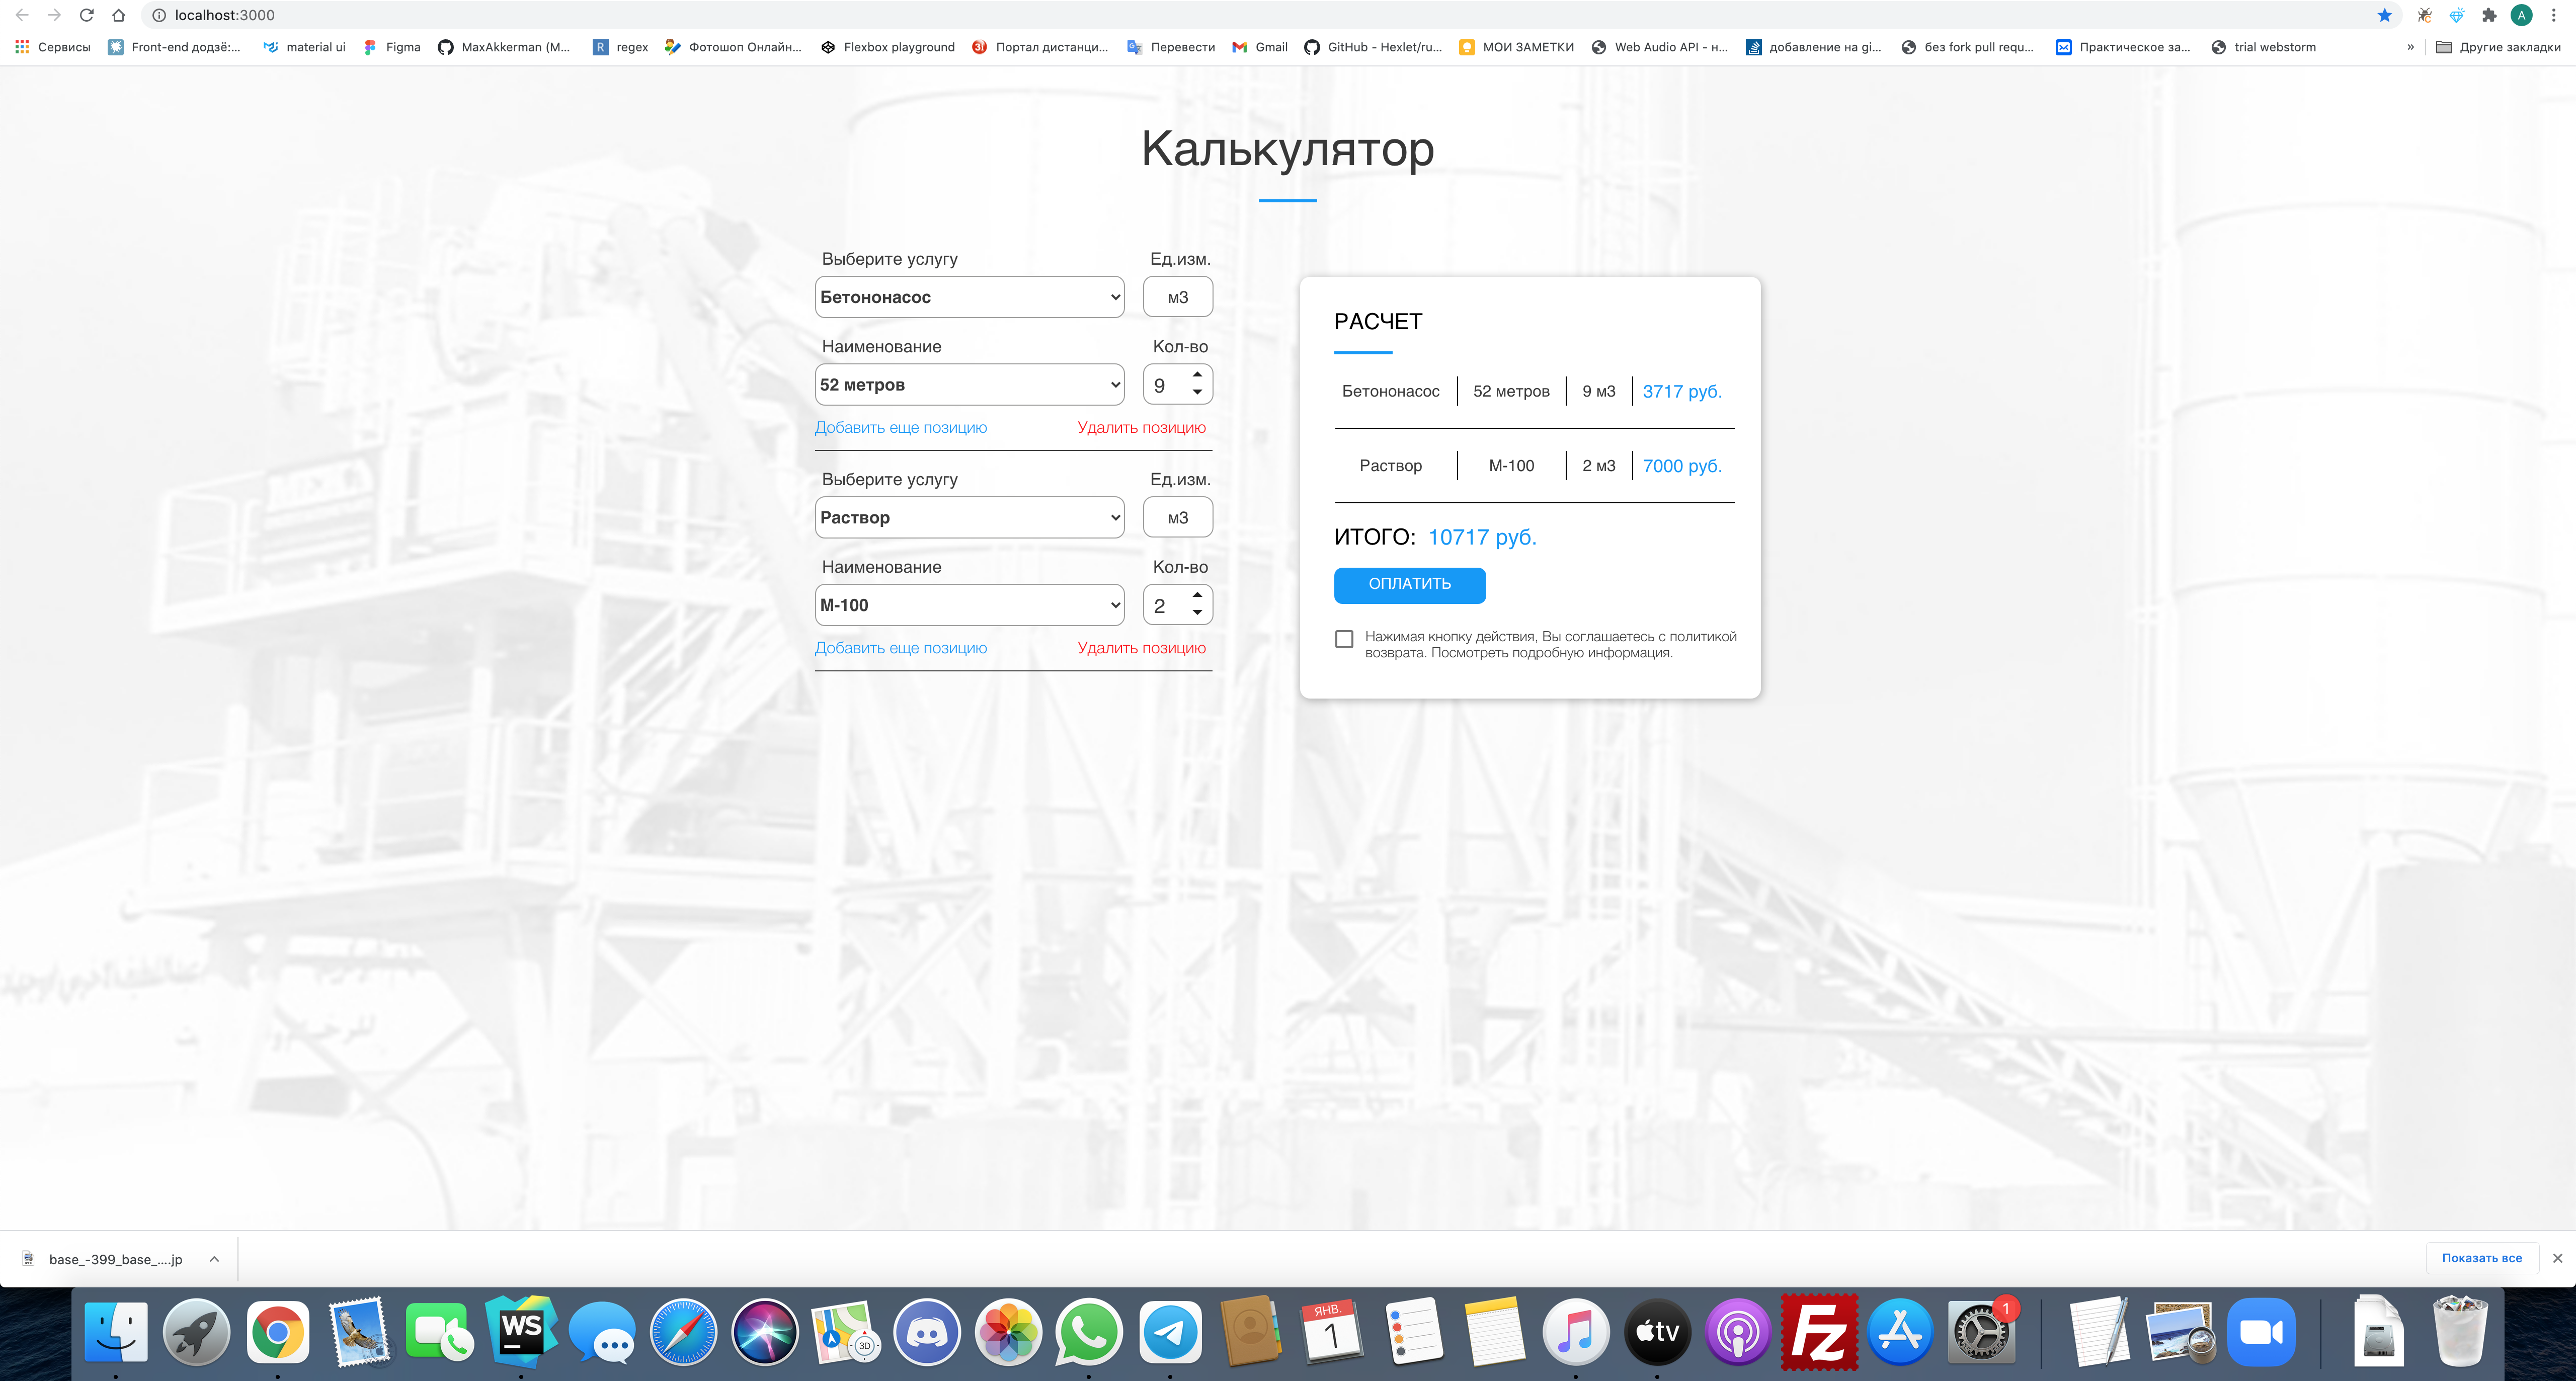 localhost:3000
A
Сервисы Front-end додзё:... material ui Figma MaxAkkerman (M... regex Фотошоп Онлайн... Flexbox playground Портал дистанци... Перевести Gmail GitHub - Hexlet/ru... МОИ ЗАМЕТКИ Web Audio API - н... добавление на gi... без fork pull requ... Практическое за... trial webstorm » Другие закладки
Калькулятор
Выберите услугу Ед.изм.
Бетононасос м3
Наименование Кол-во
52 метров 9
Добавить еще позицию Удалить позицию
Выберите услугу Ед.изм.
Раствор м3
Наименование Кол-во
М-100 2
Добавить еще позицию Удалить позицию
РАСЧЕТ
Бетононасос 52 метров 9 м3 3717 руб.
Раствор М-100 2 м3 7000 руб.
ИТОГО: 10717 руб.
ОПЛАТИТЬ
Нажимая кнопку действия, Вы соглашаетесь с политикой
возврата. Посмотреть подробную информация.
base_-399_base_....jp
Показать все
WS
3D
ЯНВ.
1
tv
Fz
1